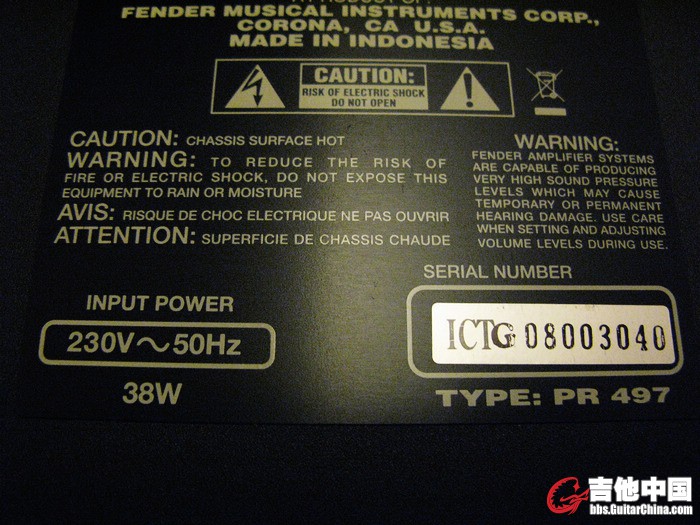 FENDER MUSICAL INSTRUMENTS CORP.,
CORONA, CA U.S.A.
MADE IN INDONESIA
CAUTION:
RISK OF ELECTRIC SHOCK
DO NOT OPEN
CAUTION: CHASSIS SURFACE HOT
WARNING: TO REDUCE THE RISK OF
FIRE OR ELECTRIC SHOCK, DO NOT EXPOSE THIS
EQUIPMENT TO RAIN OR MOISTURE
AVIS: RISQUE DE CHOC ELECTRIQUE NE PAS OUVRIR
ATTENTION: SUPERFICIE DE CHASSIS CHAUDE
WARNING:
FENDER AMPLIFIER SYSTEMS
ARE CAPABLE OF PRODUCING
VERY HIGH SOUND PRESSURE
LEVELS WHICH MAY CAUSE
TEMPORARY OR PERMANENT
HEARING DAMAGE. USE CARE
WHEN SETTING AND ADJUSTING
VOLUME LEVELS DURING USE.
INPUT POWER
230V～50Hz
38W
SERIAL NUMBER
ICTG 08003040
TYPE: PR 497
吉他中国
bbs.GuitarChina.com